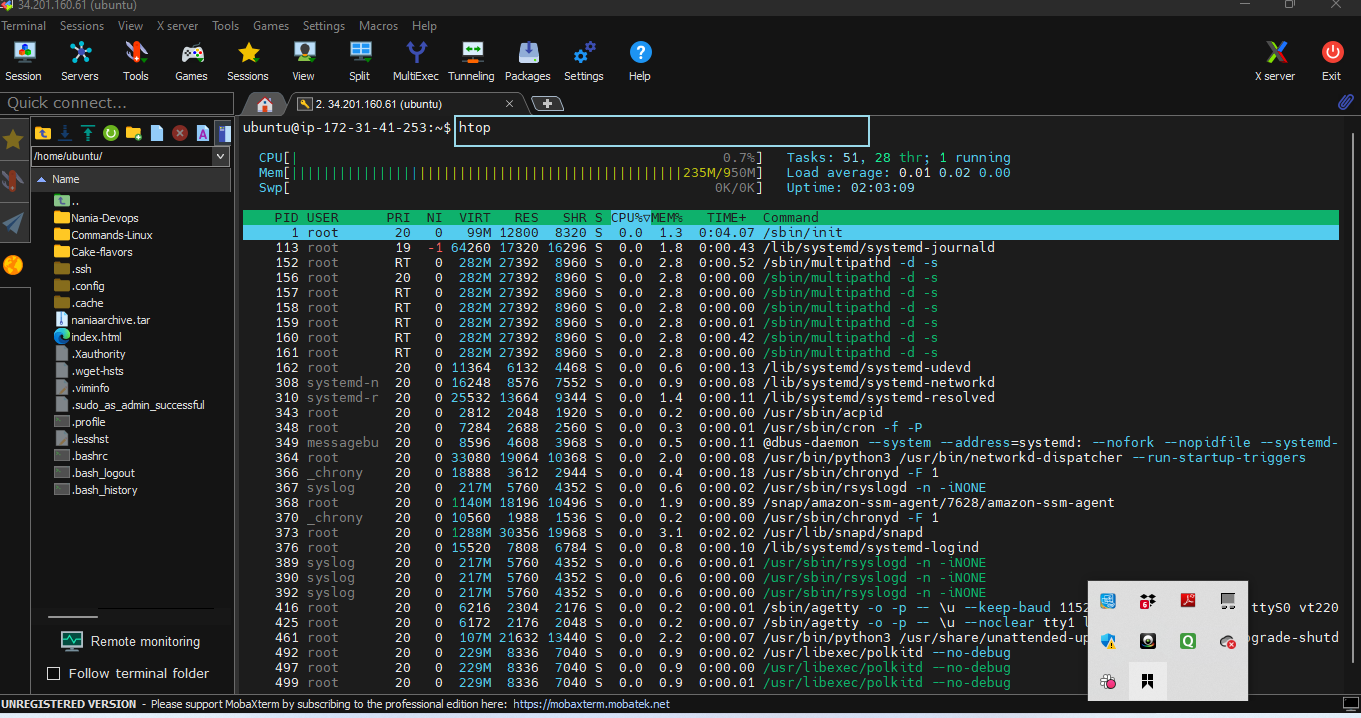 34.201.160.61 (ubuntu)
Terminal Sessions View X server Tools Games Settings Macros Help
Session Servers Tools Games Sessions View Split MultiExec Tunneling Packages Settings Help X server Exit
Quick connect...
2. 34.201.160.61 (ubuntu)
/home/ubuntu/
Name
..
Nania-Devops
Commands-Linux
Cake-flavors
.ssh
.config
.cache
naniaarchive.tar
index.html
.Xauthority
.wget-hsts
.viminfo
.sudo_as_admin_successful
.profile
.lesshst
.bashrc
.bash_logout
.bash_history
Remote monitoring
Follow terminal folder
ubuntu@ip-172-31-41-253:~$ htop
CPU[| 0.7%] Tasks: 51, 28 thr; 1 running
Mem[||||||||||||||||||||||||||||||||||||||||||||||||235M/950M] Load average: 0.01 0.02 0.00
Swp[ 0K/0K] Uptime: 02:03:09
PID USER PRI NI VIRT RES SHR S CPU%▽MEM% TIME+ Command
1 root 20 0 99M 12800 8320 S 0.0 1.3 0:04.07 /sbin/init
113 root 19 -1 64260 17320 16296 S 0.0 1.8 0:00.43 /lib/systemd/systemd-journald
152 root RT 0 282M 27392 8960 S 0.0 2.8 0:00.52 /sbin/multipathd -d -s
156 root 20 0 282M 27392 8960 S 0.0 2.8 0:00.00 /sbin/multipathd -d -s
157 root RT 0 282M 27392 8960 S 0.0 2.8 0:00.00 /sbin/multipathd -d -s
158 root RT 0 282M 27392 8960 S 0.0 2.8 0:00.00 /sbin/multipathd -d -s
159 root RT 0 282M 27392 8960 S 0.0 2.8 0:00.01 /sbin/multipathd -d -s
160 root RT 0 282M 27392 8960 S 0.0 2.8 0:00.42 /sbin/multipathd -d -s
161 root RT 0 282M 27392 8960 S 0.0 2.8 0:00.00 /sbin/multipathd -d -s
162 root 20 0 11364 6132 4468 S 0.0 0.6 0:00.13 /lib/systemd/systemd-udevd
308 systemd-n 20 0 16248 8576 7552 S 0.0 0.9 0:00.08 /lib/systemd/systemd-networkd
310 systemd-r 20 0 25532 13664 9344 S 0.0 1.4 0:00.11 /lib/systemd/systemd-resolved
343 root 20 0 2812 2048 1920 S 0.0 0.2 0:00.00 /usr/sbin/acpid
348 root 20 0 7284 2688 2560 S 0.0 0.3 0:00.01 /usr/sbin/cron -f -P
349 messagebu 20 0 8596 4608 3968 S 0.0 0.5 0:00.11 @dbus-daemon --system --address=systemd: --nofork --nopidfile --systemd-
364 root 20 0 33080 19064 10368 S 0.0 2.0 0:00.08 /usr/bin/python3 /usr/bin/networkd-dispatcher --run-startup-triggers
366 _chrony 20 0 18888 3612 2944 S 0.0 0.4 0:00.18 /usr/sbin/chronyd -F 1
367 syslog 20 0 217M 5760 4352 S 0.0 0.6 0:00.02 /usr/sbin/rsyslogd -n -iNONE
368 root 20 0 1140M 18196 10496 S 0.0 1.9 0:00.89 /snap/amazon-ssm-agent/7628/amazon-ssm-agent
370 _chrony 20 0 10560 1988 1536 S 0.0 0.2 0:00.00 /usr/sbin/chronyd -F 1
373 root 20 0 1288M 30356 19968 S 0.0 3.1 0:02.02 /usr/lib/snapd/snapd
376 root 20 0 15520 7808 6784 S 0.0 0.8 0:00.10 /lib/systemd/systemd-logind
389 syslog 20 0 217M 5760 4352 S 0.0 0.6 0:00.01 /usr/sbin/rsyslogd -n -iNONE
390 syslog 20 0 217M 5760 4352 S 0.0 0.6 0:00.00 /usr/sbin/rsyslogd -n -iNONE
392 syslog 20 0 217M 5760 4352 S 0.0 0.6 0:00.00 /usr/sbin/rsyslogd -n -iNONE
416 root 20 0 6216 2304 2176 S 0.0 0.2 0:00.01 /sbin/agetty -o -p -- \u --keep-baud 1152 ttyS0 vt220
425 root 20 0 6172 2176 2048 S 0.0 0.2 0:00.01 /sbin/agetty -o -p -- \u --noclear tty1
461 root 20 0 107M 21632 13440 S 0.0 2.2 0:00.07 /usr/bin/python3 /usr/share/unattended-up grade-shutd
492 root 20 0 229M 8336 7040 S 0.0 0.9 0:00.02 /usr/libexec/polkitd --no-debug
497 root 20 0 229M 8336 7040 S 0.0 0.9 0:00.00 /usr/libexec/polkitd --no-debug
499 root 20 0 229M 8336 7040 S 0.0 0.9 0:00.01 /usr/libexec/polkitd --no-debug
UNREGISTERED VERSION - Please support MobaXterm by subscribing to the professional edition here: https://mobaxterm.mobatek.net